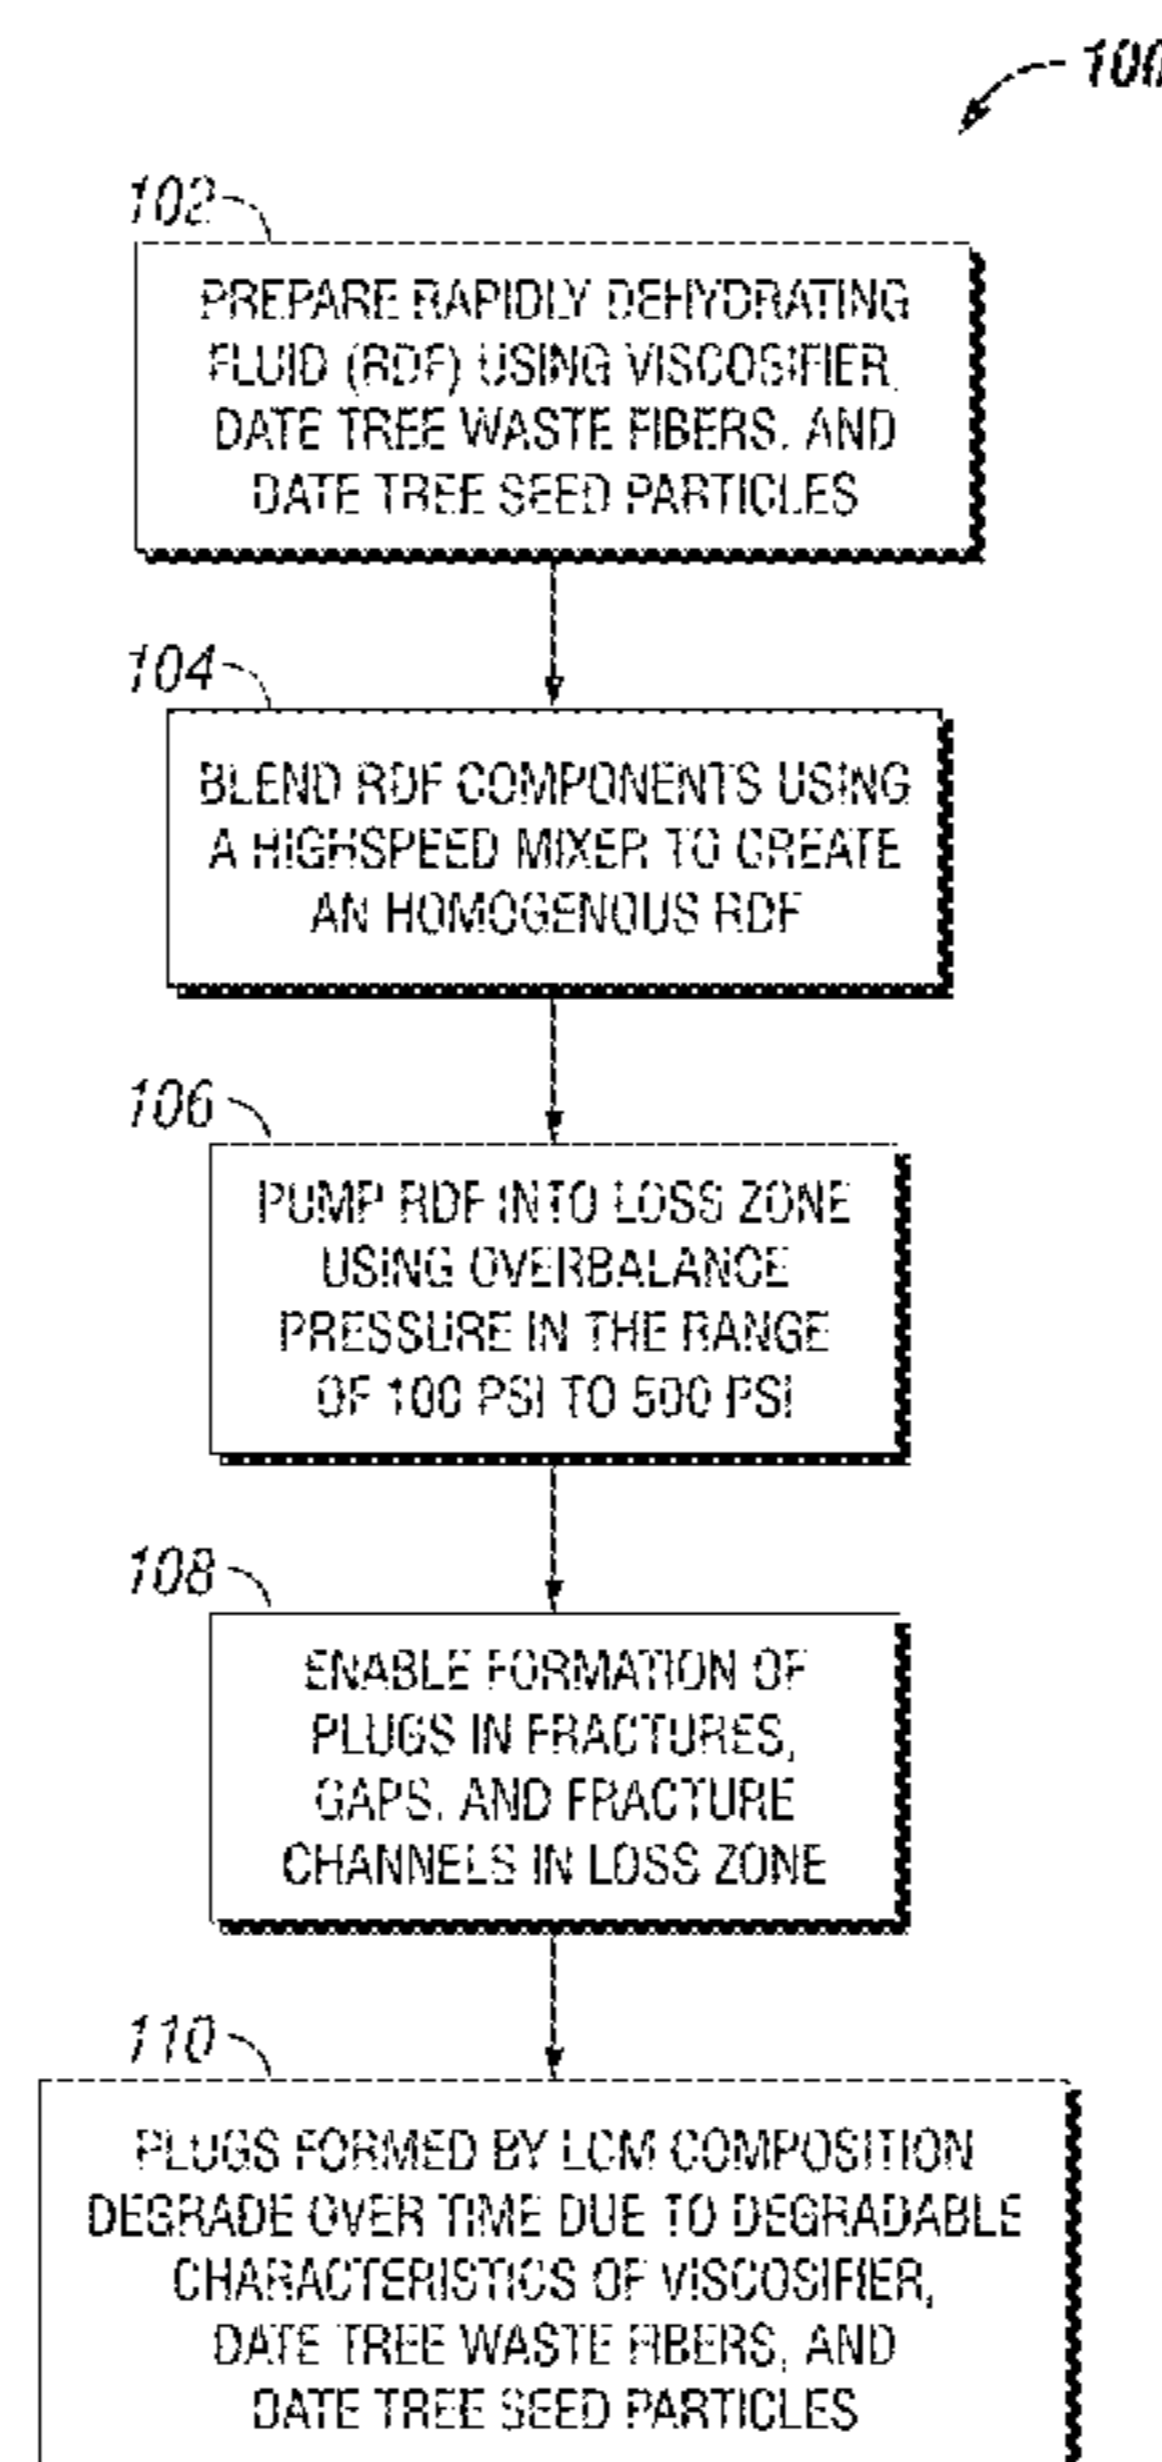 100
102
PREPARE RAPIDLY DEHYDRATING
FLUID (RDF) USING VISCOSIFIER,
DATE TREE WASTE FIBERS, AND
DATE TREE SEED PARTICLES
104
BLEND RDF COMPONENTS USING
A HIGHSPEED MIXER TO CREATE
AN HOMOGENOUS RDF
106
PUMP RDF INTO LOSS ZONE
USING OVERBALANCE
PRESSURE IN THE RANGE
OF 100 PSI TO 500 PSI
108
ENABLE FORMATION OF
PLUGS IN FRACTURES,
GAPS, AND FRACTURE
CHANNELS IN LOSS ZONE
110
PLUGS FORMED BY LCM COMPOSITION
DEGRADE OVER TIME DUE TO DEGRADABLE
CHARACTERISTICS OF VISCOSIFIER,
DATE TREE WASTE FIBERS, AND
DATE TREE SEED PARTICLES